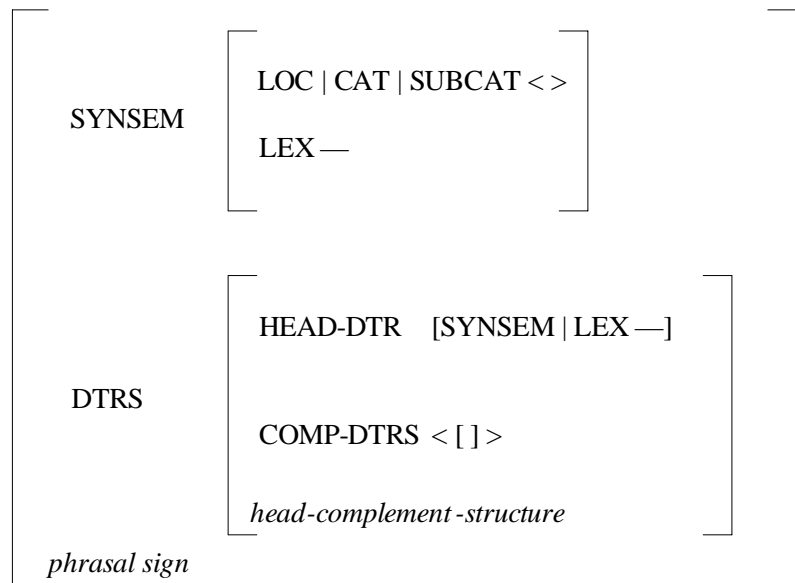 LOC | CAT | SUBCAT < >
SYNSEM
LEX —
HEAD-DTR [SYNSEM | LEX —]
DTRS
COMP-DTRS < [ ] >
head-complement-structure
phrasal sign